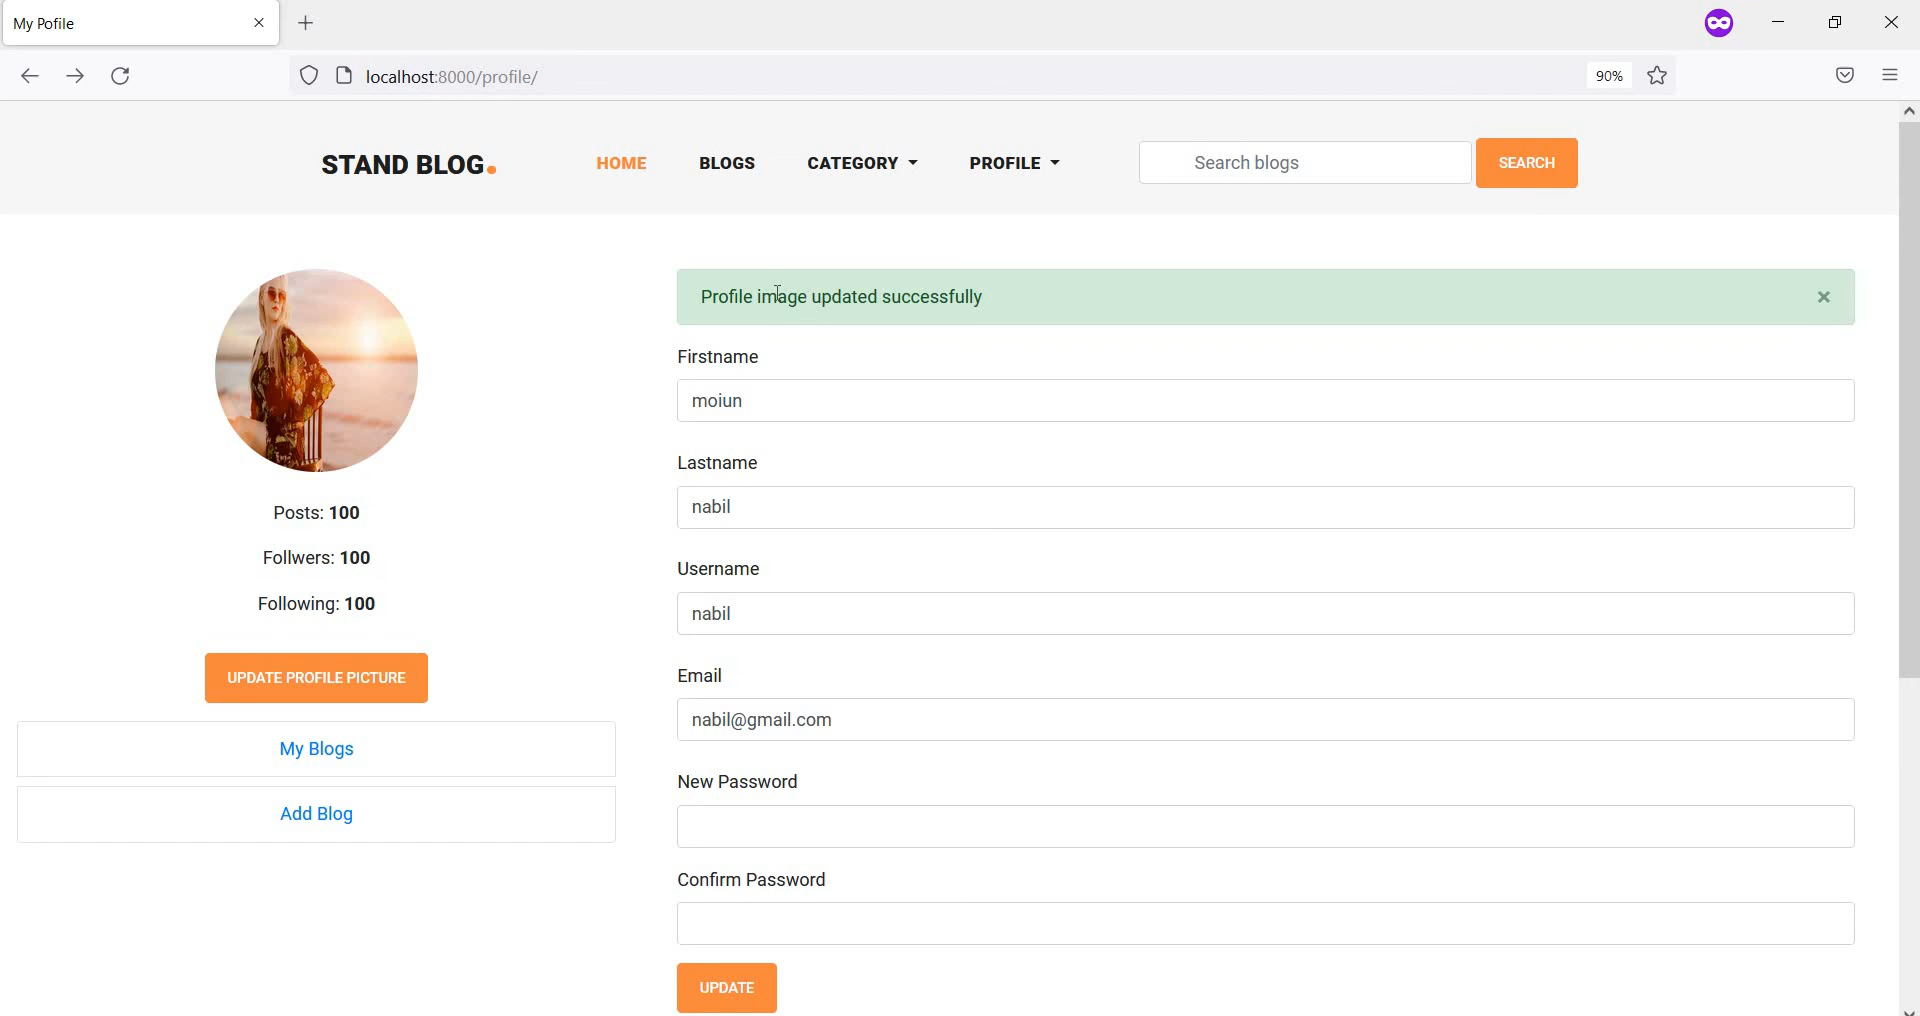 My Pofile
localhost:8000/profile/
90%
STAND BLOG.
HOME
BLOGS
CATEGORY
PROFILE
Search blogs
SEARCH
Profile image updated successfully
Posts: 100
Follwers: 100
Following: 100
UPDATE PROFILE PICTURE
My Blogs
Add Blog
Firstname
moiun
Lastname
nabil
Username
nabil
Email
nabil@gmail.com
New Password
Confirm Password
UPDATE